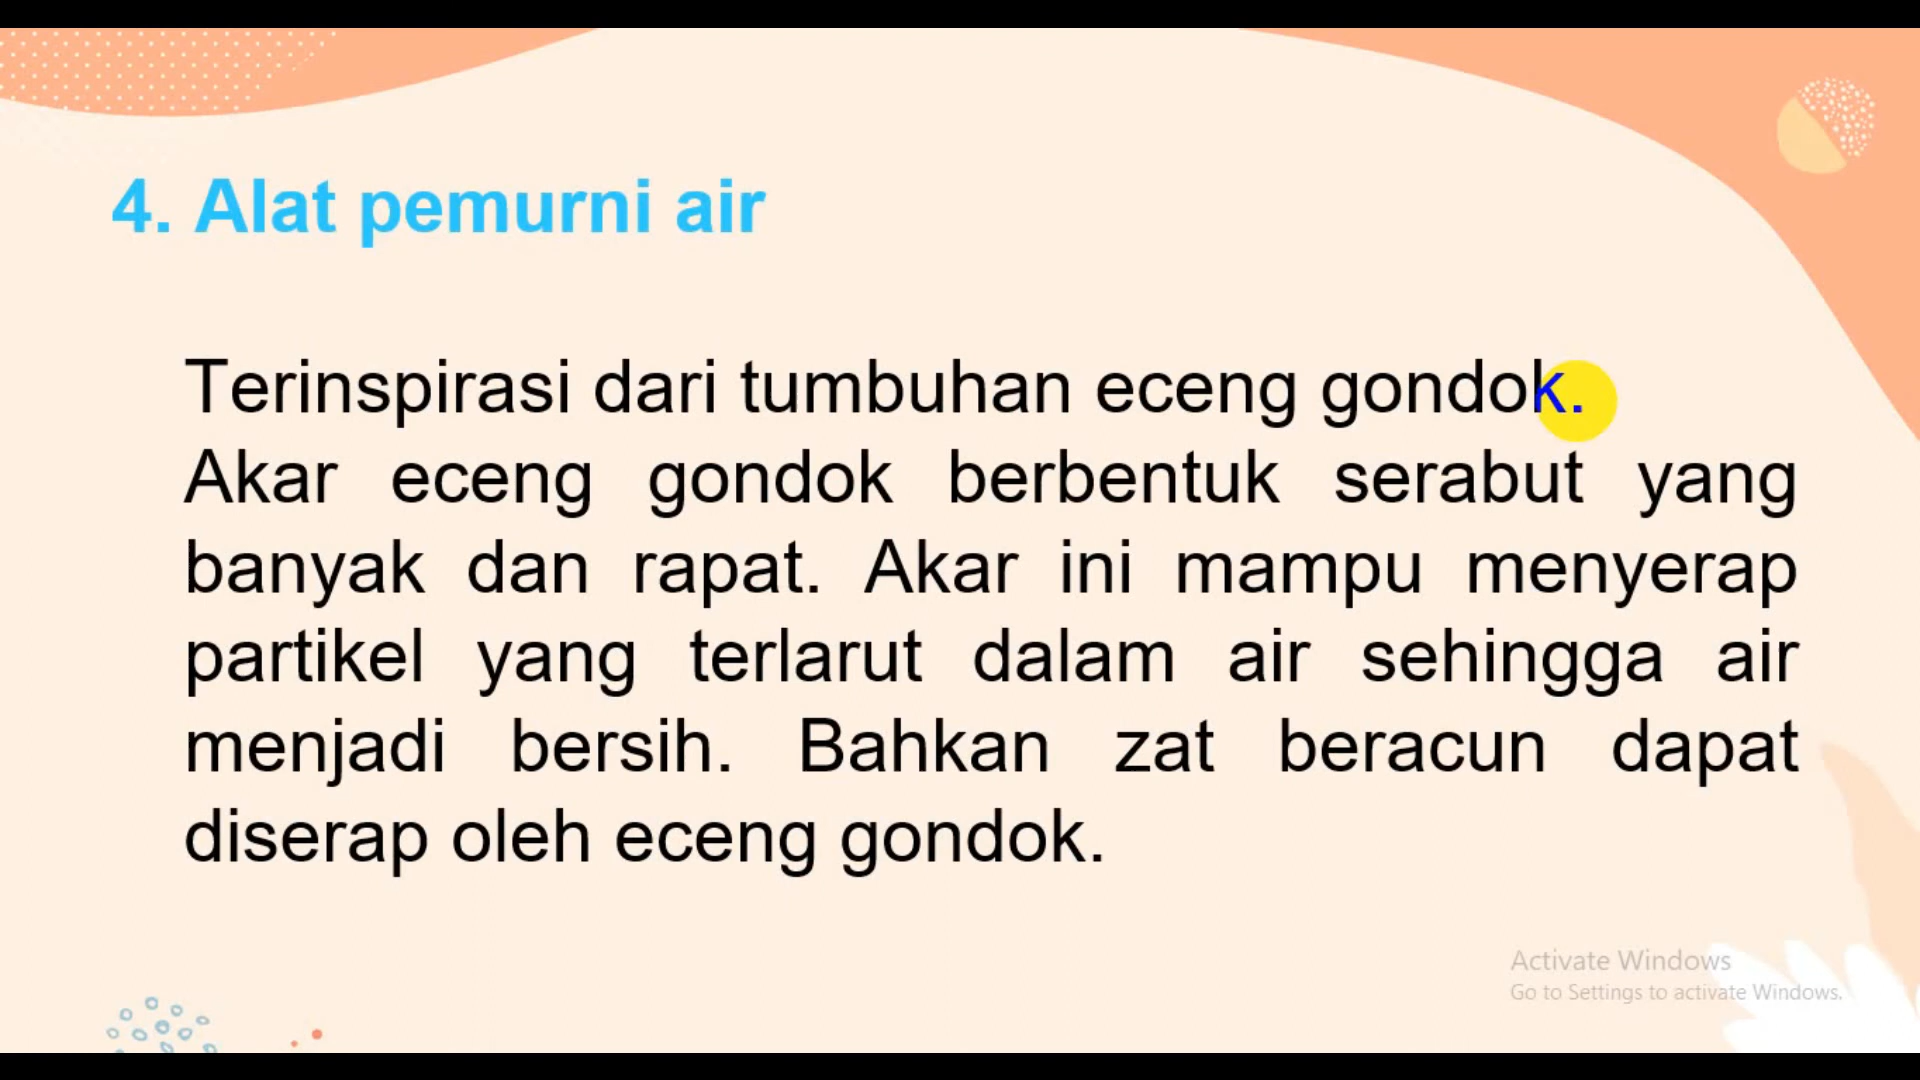 4. Alat pemurni air
Terinspirasi dari tumbuhan eceng gondok.
Akar eceng gondok berbentuk serabut yang
banyak dan rapat. Akar ini mampu menyerap
partikel yang terlarut dalam air sehingga air
menjadi bersih. Bahkan zat beracun dapat
diserap oleh eceng gondok.
Activate Windows
Go to Settings to activate Windows.